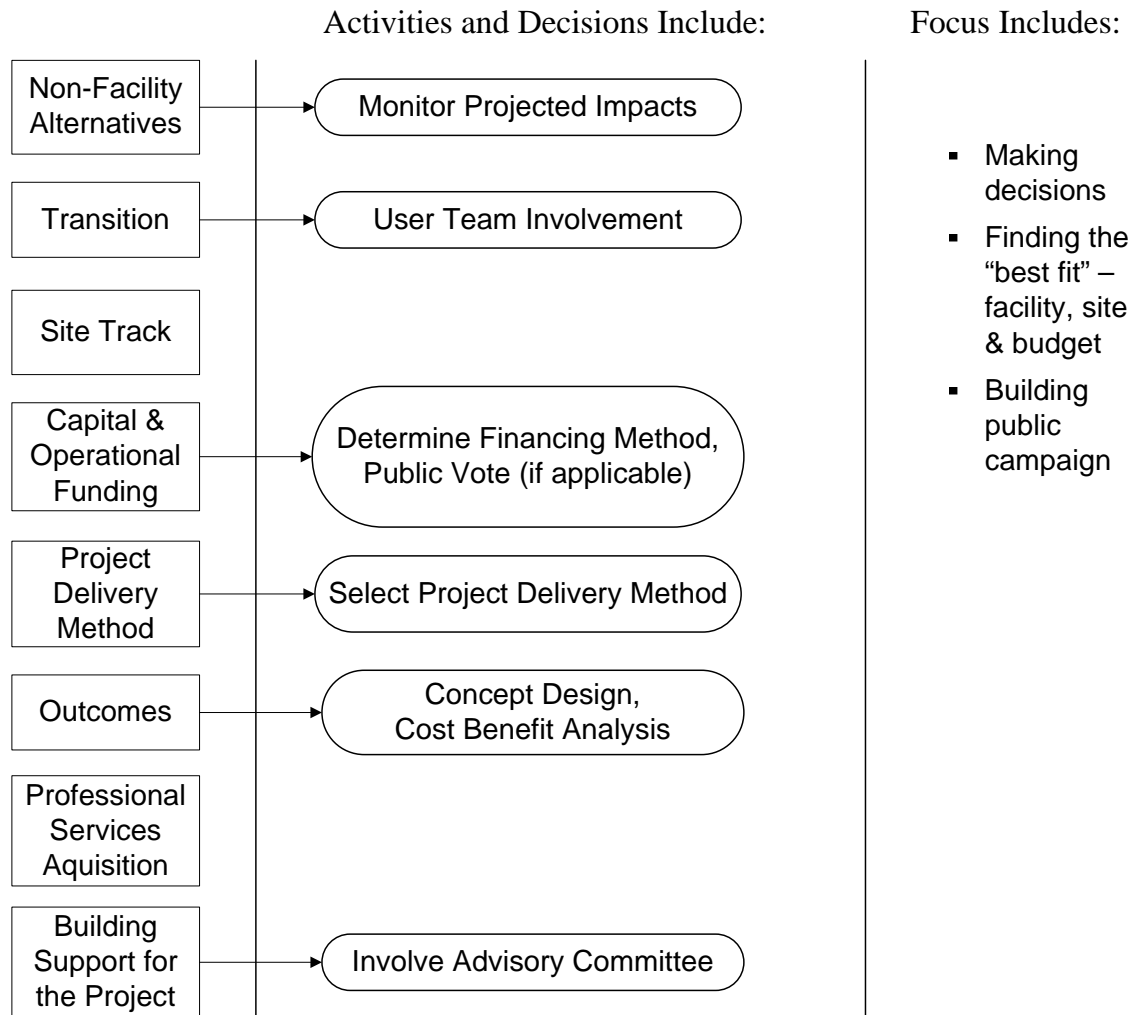 Activities and Decisions Include:
Focus Includes:
Non-Facility
Alternatives
Monitor Projected Impacts
Transition
User Team Involvement
Site Track
Capital &
Operational
Funding
Determine Financing Method,
Public Vote (if applicable)
Project
Delivery
Method
Select Project Delivery Method
Outcomes
Concept Design,
Cost Benefit Analysis
Professional
Services
Aquisition
Building
Support for
the Project
Involve Advisory Committee
▪ Making
decisions
▪ Finding the
“best fit” –
facility, site
& budget
▪ Building
public
campaign